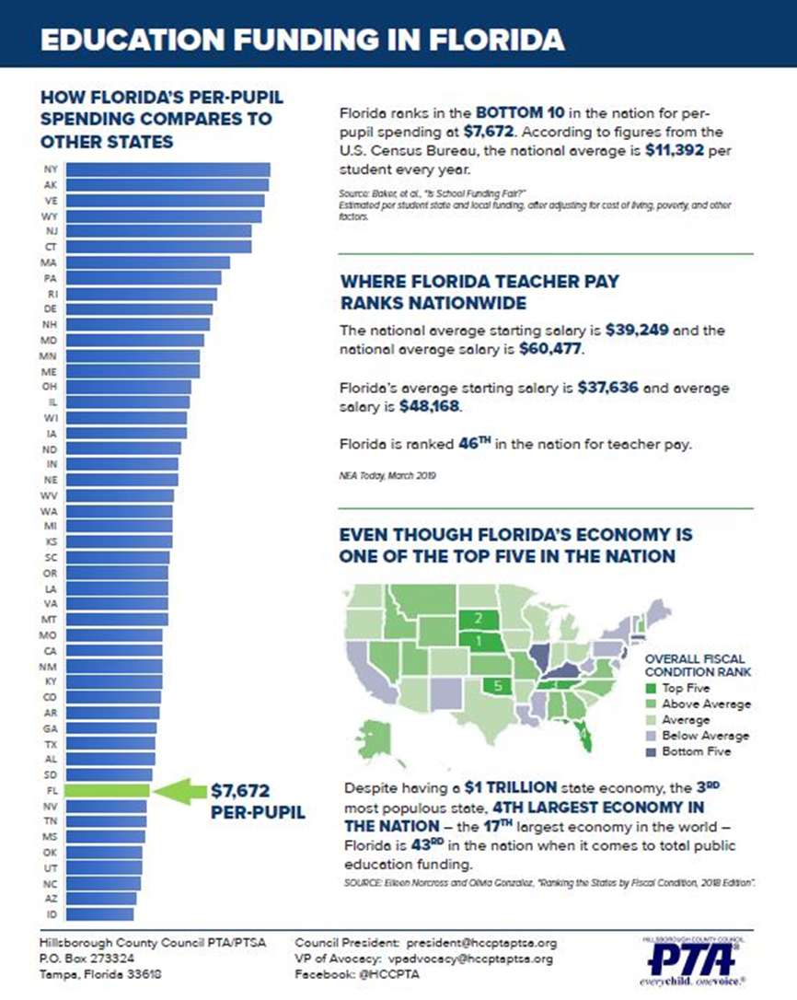 EDUCATION FUNDING IN FLORIDA
HOW FLORIDA'S PER-PUPIL
SPENDING COMPARES TO
OTHER STATES
NY
AK
VE
WY
NJ
CT
MA
PA
RI
DE
NH
MD
MN
ME
OH
IL
WI
IA
ND
IN
NE
WV
WA
MI
KS
SC
OR
LA
VA
MT
MO
CA
NM
KY
CO
AR
GA
TX
AL
SD
FL
NV
TN
MS
OK
UT
NC
AZ
ID
$7,672
PER-PUPIL
Florida ranks in the BOTTOM 10 in the nation for per-
pupil spending at $7,672. According to figures from the
U.S. Census Bureau, the national average is $11,392 per
student every year.
Source: Baker, et al., "Is School Funding Fair?"
Estimated per student state and local funding, after adjusting for cost of living, poverty, and other
factors.
WHERE FLORIDA TEACHER PAY
RANKS NATIONWIDE
The national average starting salary is $39,249 and the
national average salary is $60,477.
Florida's average starting salary is $37,636 and average
salary is $48,168.
Florida is ranked 46TH in the nation for teacher pay.
NEA Today, March 2019
EVEN THOUGH FLORIDA'S ECONOMY IS
ONE OF THE TOP FIVE IN THE NATION
2
1
5
3
4
OVERALL FISCAL
CONDITION RANK
Top Five
Above Average
Average
Below Average
Bottom Five
Despite having a $1 TRILLION state economy, the 3RD
most populous state, 4TH LARGEST ECONOMY IN
THE NATION – the 17TH largest economy in the world –
Florida is 43RD in the nation when it comes to total public
education funding.
SOURCE: Eileen Norcross and Olivia Gonzalez, "Ranking the States by Fiscal Condition, 2018 Edition".
Hillsborough County Council PTA/PTSA
P.O. Box 273324
Tampa, Florida 33618
Council President: president@hccptaptsa.org
VP of Avocacy: vpadvocacy@hccptaptsa.org
Facebook: @HCCPTA
HILLSBOROUGH COUNTY COUNCIL
PTA®
everychild. onevoice.®